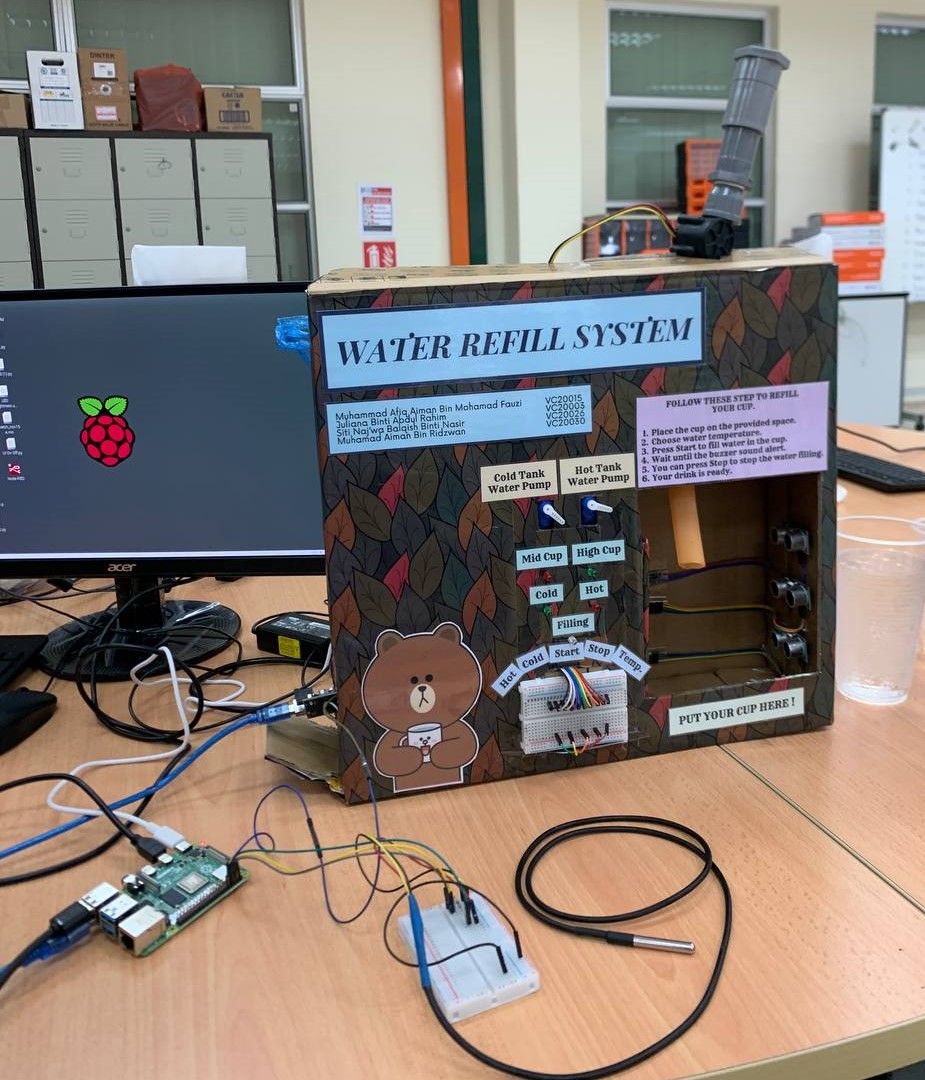 WATER REFILL SYSTEM
Muhammad Afiq Aiman Bin Mohamad Fauzi VC20015
Juliana Binti Abdul Rahim VC20003
Siti Naj'wa Balqish Binti Nasir VC20026
Muhamad Aiman Bin Ridzwan VC20030
FOLLOW THESE STEP TO REFILL
YOUR CUP.
1. Place the cup on the provided space.
2. Choose water temperature.
3. Press Start to fill water in the cup.
4. Wait until the buzzer sound alert.
5. You can press Stop to stop the water filling.
6. Your drink is ready.
Cold Tank
Water Pump
Hot Tank
Water Pump
Mid Cup
High Cup
Cold
Hot
Filling
Hot
Cold
Start
Stop
Temp.
PUT YOUR CUP HERE !
acer